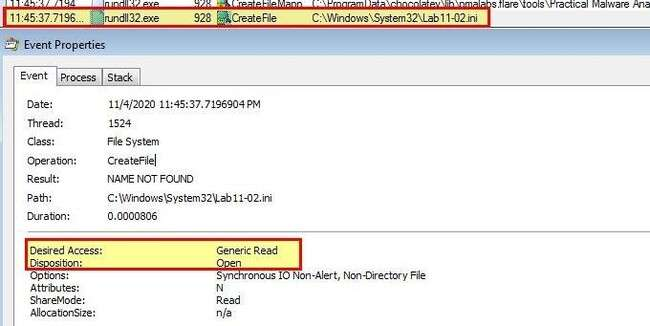 11:45:37.7194... rundll32.exe 928 CreateFileMapp... C:\ProgramData\chocolatey\lib\pmalabs.flare\tools\Practical Malware Anal
11:45:37.7196... rundll32.exe 928 CreateFile C:\Windows\System32\Lab11-02.ini
Event Properties
Event Process Stack
Date: 11/4/2020 11:45:37.7196904 PM
Thread: 1524
Class: File System
Operation: CreateFile
Result: NAME NOT FOUND
Path: C:\Windows\System32\Lab11-02.ini
Duration: 0.0000806
Desired Access: Generic Read
Disposition: Open
Options: Synchronous IO Non-Alert, Non-Directory File
Attributes: N
ShareMode: Read
AllocationSize: n/a